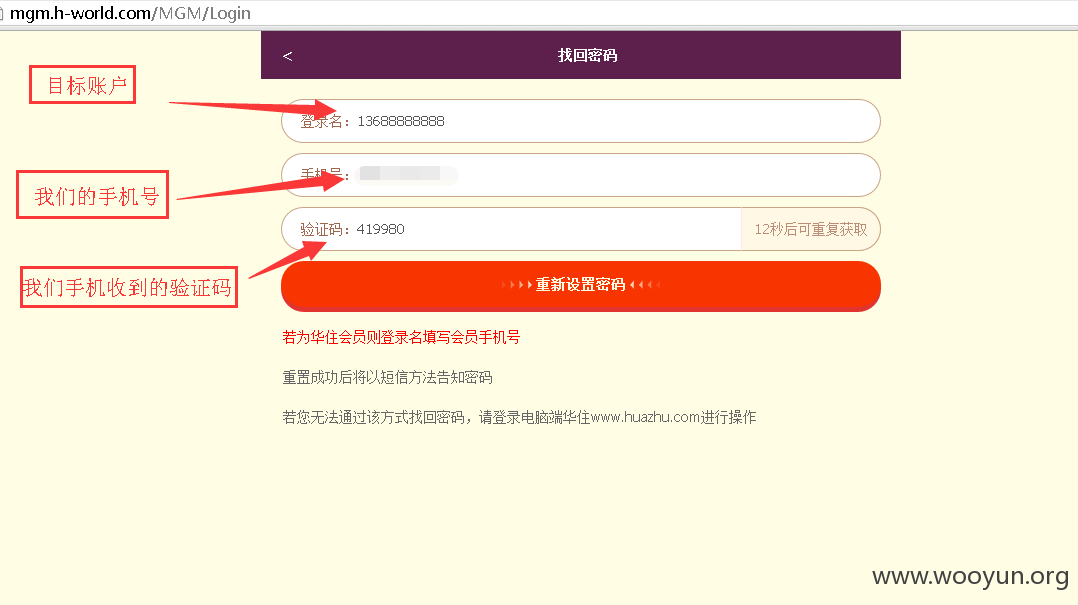 mgm.h-world.com/MGM/Login
< 找回密码
目标账户
登录名：13688888888
我们的手机号
手机号：
验证码：419980 12秒后可重复获取
我们手机收到的验证码
重新设置密码
若为华住会员则登录名填写会员手机号
重置成功后将以短信方法告知密码
若您无法通过该方式找回密码，请登录电脑端华住www.huazhu.com进行操作
www.wooyun.org